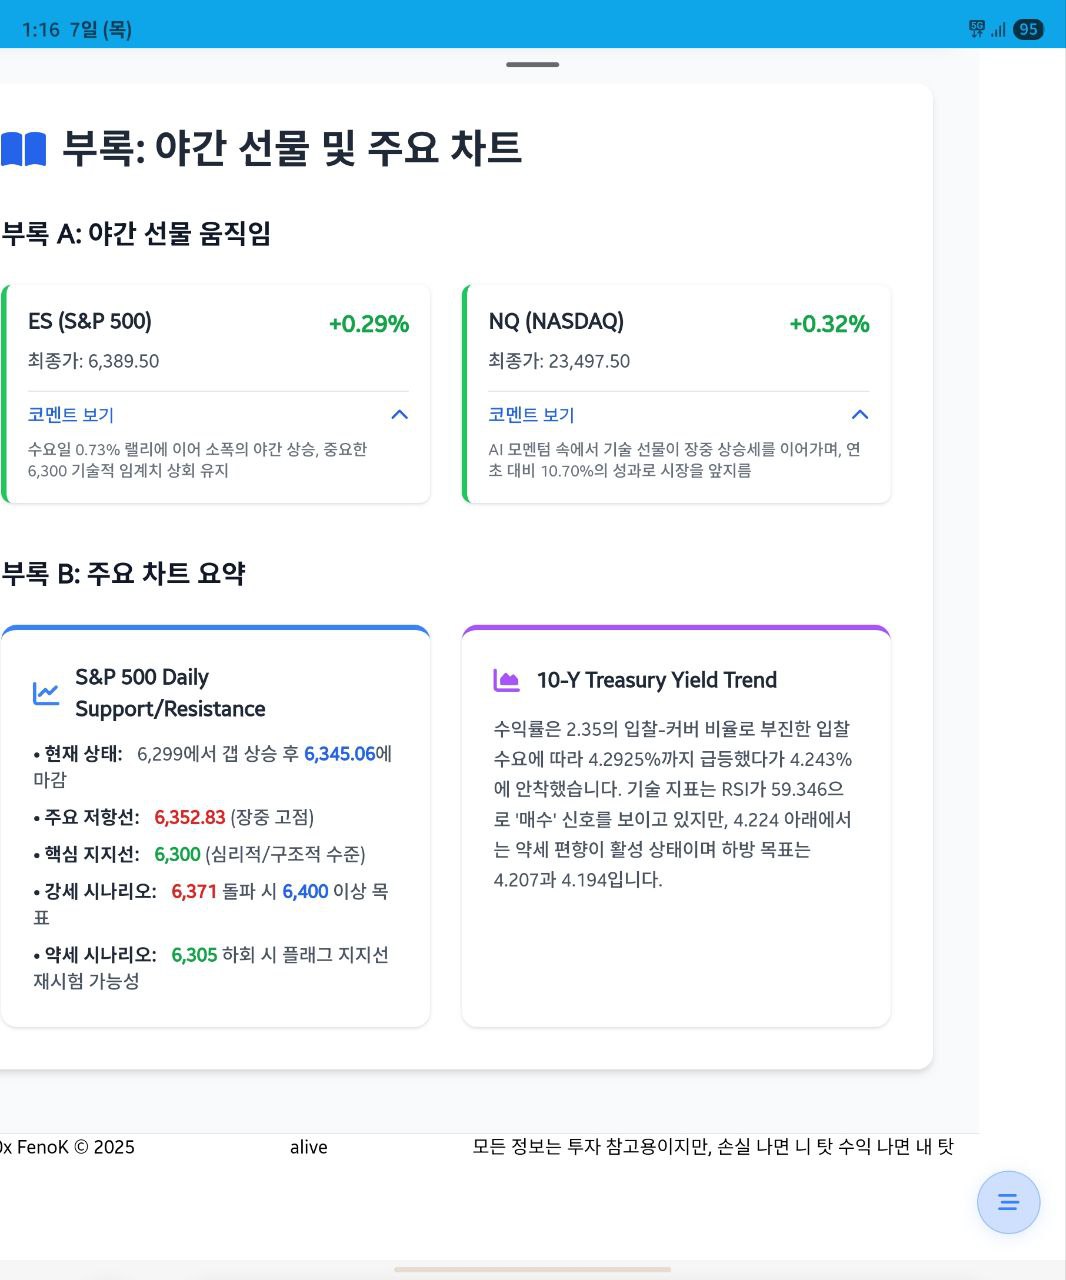 1:16 7일 (목)
5G
95
부록: 야간 선물 및 주요 차트
부록 A: 야간 선물 움직임
ES (S&P 500)
+0.29%
최종가: 6,389.50
코멘트 보기
수요일 0.73% 랠리에 이어 소폭의 야간 상승, 중요한
6,300 기술적 임계치 상회 유지
NQ (NASDAQ)
+0.32%
최종가: 23,497.50
코멘트 보기
AI 모멘텀 속에서 기술 선물이 장중 상승세를 이어가며, 연
초 대비 10.70%의 성과로 시장을 앞지름
부록 B: 주요 차트 요약
S&P 500 Daily
Support/Resistance
• 현재 상태: 6,299에서 갭 상승 후 6,345.06에
마감
• 주요 저항선: 6,352.83 (장중 고점)
• 핵심 지지선: 6,300 (심리적/구조적 수준)
• 강세 시나리오: 6,371 돌파 시 6,400 이상 목
표
• 약세 시나리오: 6,305 하회 시 플래그 지지선
재시험 가능성
10-Y Treasury Yield Trend
수익률은 2.35의 입찰-커버 비율로 부진한 입찰
수요에 따라 4.2925%까지 급등했다가 4.243%
에 안착했습니다. 기술 지표는 RSI가 59.346으
로 '매수' 신호를 보이고 있지만, 4.224 아래에서
는 약세 편향이 활성 상태이며 하방 목표는
4.207과 4.194입니다.
0x FenoK © 2025
alive
모든 정보는 투자 참고용이지만, 손실 나면 니 탓 수익 나면 내 탓